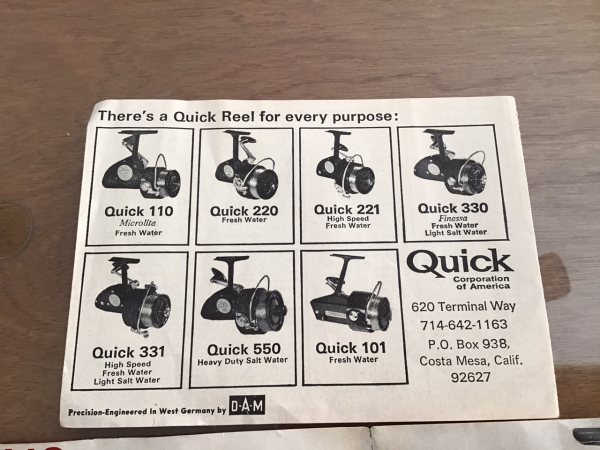 There's a Quick Reel for every purpose:
Quick 110
Microlite
Fresh Water
Quick 220
Fresh Water
Quick 221
High Speed
Fresh Water
Quick 330
Finessa
Fresh Water
Light Salt Water
Quick 331
High Speed
Fresh Water
Light Salt Water
Quick 550
Heavy Duty Salt Water
Quick 101
Fresh Water
Quick
Corporation
of America
620 Terminal Way
714-642-1163
P.O. Box 938,
Costa Mesa, Calif.
92627
Precision-Engineered In West Germany by D·A·M